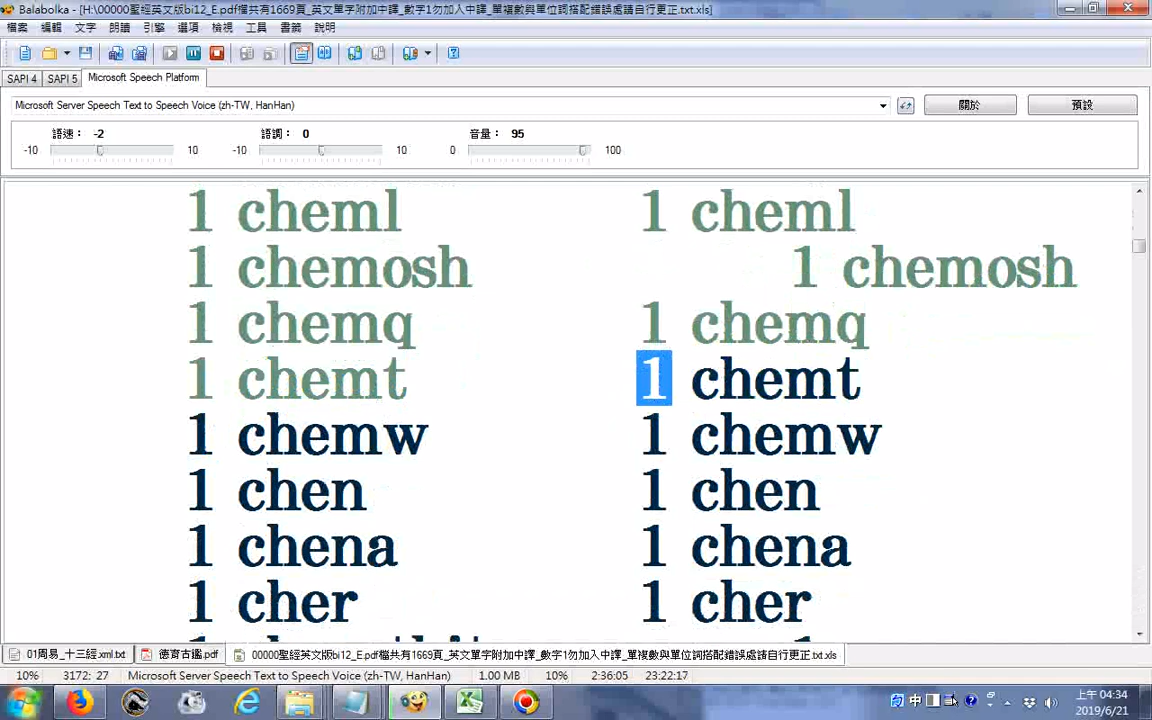 Balabolka - [H:\00000聖經英文版bi12_E.pdf檔共有1669頁_英文單字附加中譯_數字1勿加入中譯_單複數與單位詞搭配錯誤處請自行更正.txt.xls]
檔案 編輯 文字 朗讀 引擎 選項 檢視 工具 書籤 說明
SAPI 4 SAPI 5 Microsoft Speech Platform
Microsoft Server Speech Text to Speech Voice (zh-TW, HanHan) 關於 預設
語速： -2 語調： 0 音量： 95
-10 10 -10 10 0 100
1 cheml 1 cheml
1 chemosh 1 chemosh
1 chemq 1 chemq
1 chemt 1 chemt
1 chemw 1 chemw
1 chen 1 chen
1 chena 1 chena
1 cher 1 cher
01周易_十三經.xml.txt 德育古鑑.pdf 00000聖經英文版bi12_E.pdf檔共有1669頁_英文單字附加中譯_數字1勿加入中譯_單複數與單位詞搭配錯誤處請自行更正.txt.xls
10% 3172: 27 Microsoft Server Speech Text to Speech Voice (zh-TW, HanHan) 1.00 MB 10% 2:36:05 23:22:17
中 上午 04:34
2019/6/21